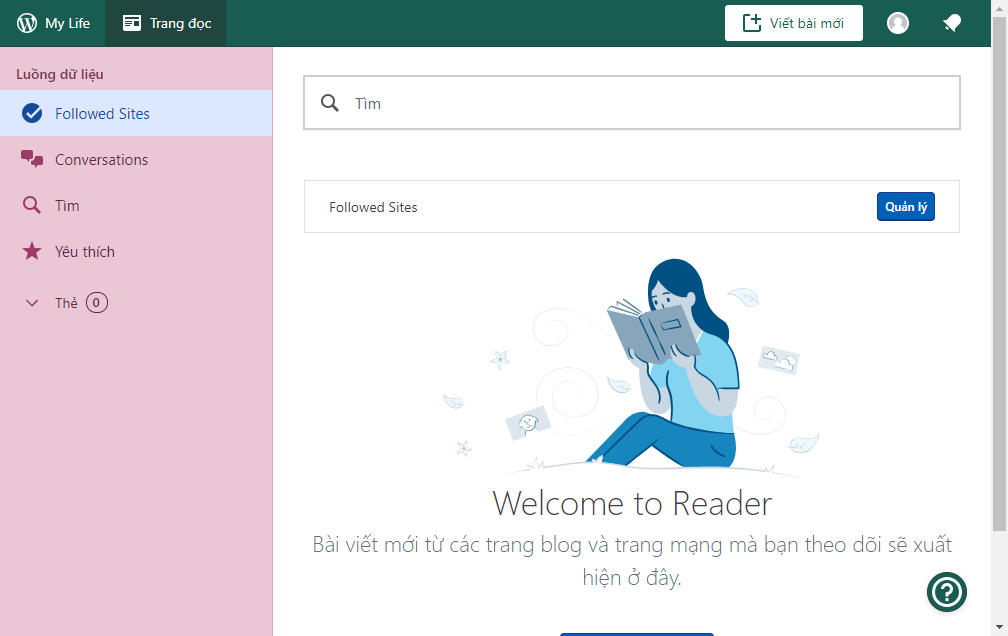 My Life
Trang đọc
Viết bài mới
Luồng dữ liệu
Followed Sites
Conversations
Tìm
Yêu thích
Thẻ 0
Tìm
Followed Sites
Quản lý
Welcome to Reader
Bài viết mới từ các trang blog và trang mạng mà bạn theo dõi sẽ xuất
hiện ở đây.